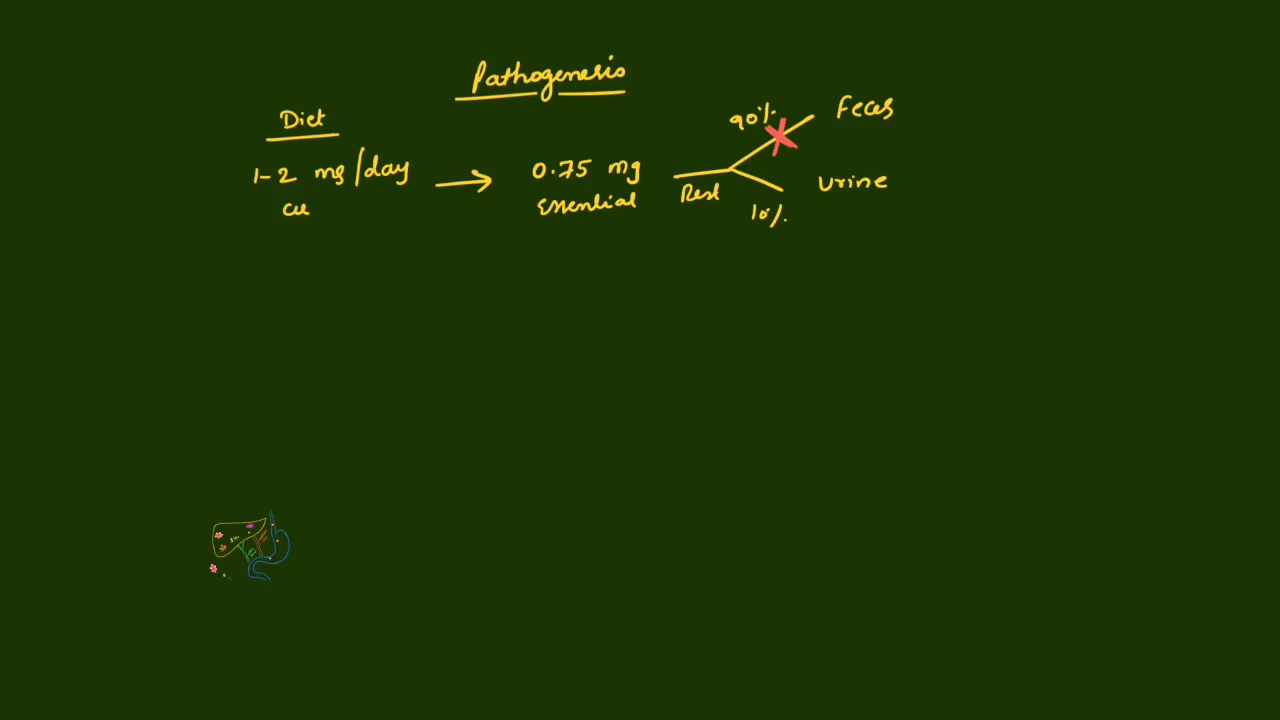 Pathogenesis
Diet
1-2 mg/day
cu
0.75 mg
Essential
Rest
90%
Feces
10%
Urine